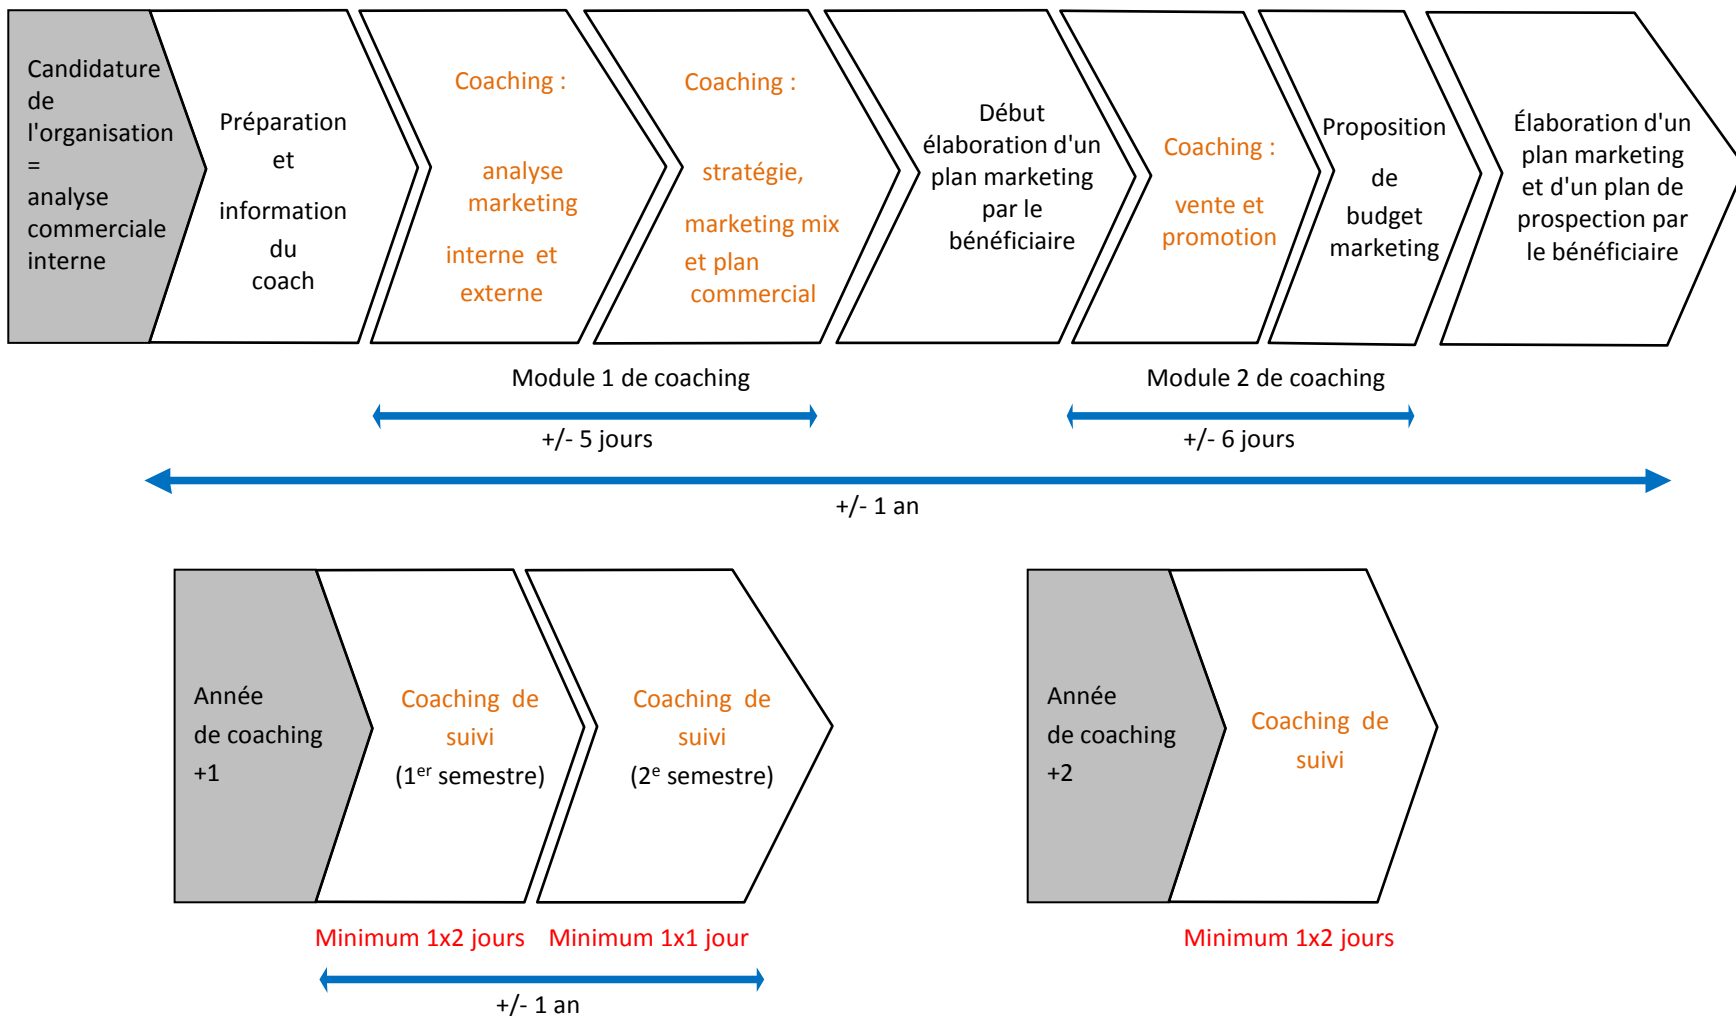 Candidature
de
l'organisation
=
analyse
commerciale
interne
Préparation
et
information
du
coach
Coaching :
analyse
marketing
interne et
externe
Coaching :
stratégie,
marketing mix
et plan
commercial
Début
élaboration d'un
plan marketing
par le
bénéficiaire
Coaching :
vente et
promotion
Proposition
de
budget
marketing
Élaboration d'un
plan marketing
et d'un plan de
prospection par
le bénéficiaire
Module 1 de coaching
+/- 5 jours
Module 2 de coaching
+/- 6 jours
+/- 1 an
Année
de coaching
+1
Coaching de
suivi
(1er semestre)
Coaching de
suivi
(2e semestre)
Minimum 1x2 jours
Minimum 1x1 jour
+/- 1 an
Année
de coaching
+2
Coaching de
suivi
Minimum 1x2 jours